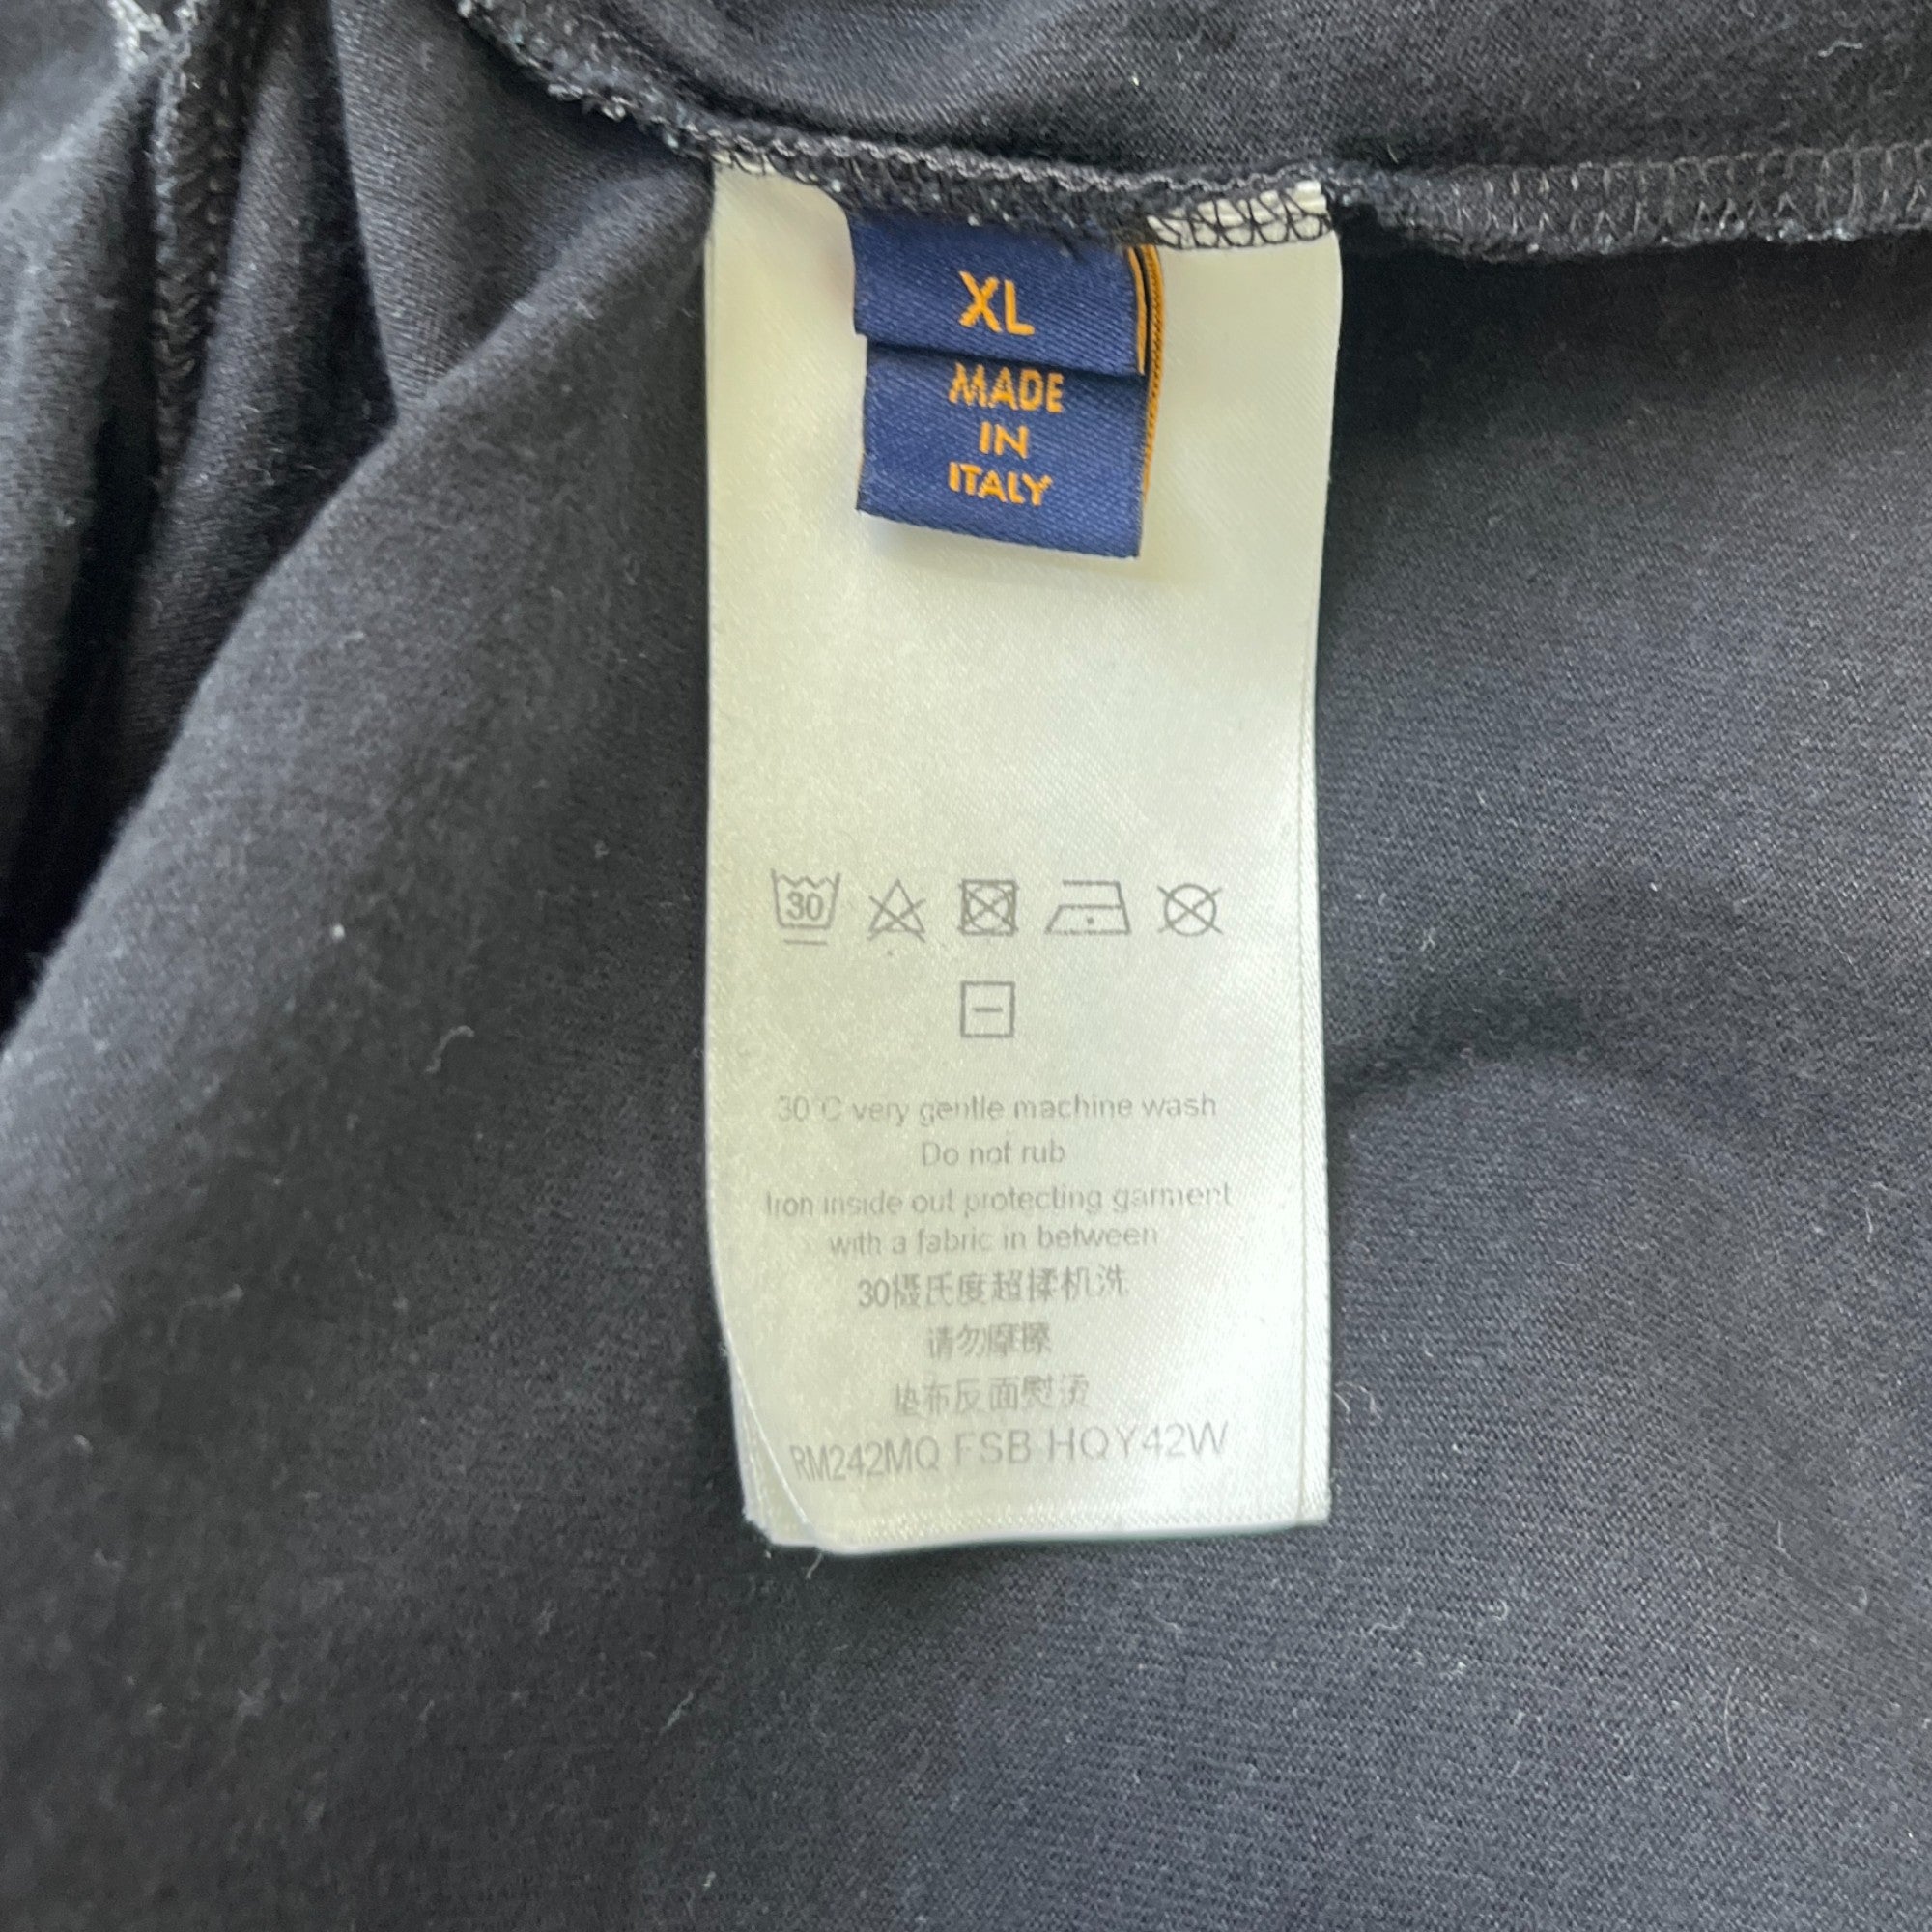 XL
MADE
IN
ITALY
30
30°C very gentle machine wash
Do not rub
Iron inside out protecting garment
with a fabric in between
30摄氏度超揉机洗
请勿摩擦
垫布反面熨烫
RM242MQ FSB HQY42W